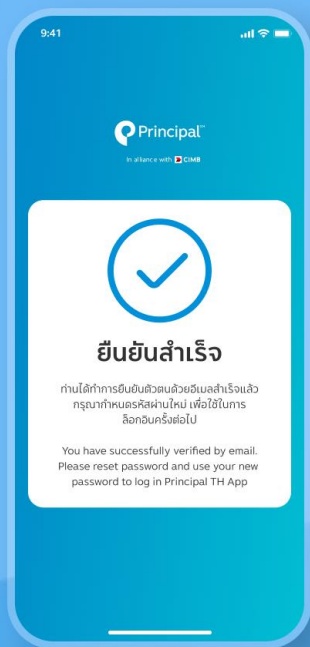 9:41
Principal™
In alliance with CIMB
ยืนยันสำเร็จ
ท่านได้ทำการยืนยันตัวตนด้วยอีเมลสำเร็จแล้ว
กรุณากำหนดรหัสผ่านใหม่ เพื่อใช้ในการ
ล็อกอินครั้งต่อไป
You have successfully verified by email.
Please reset password and use your new
password to log in Principal TH App